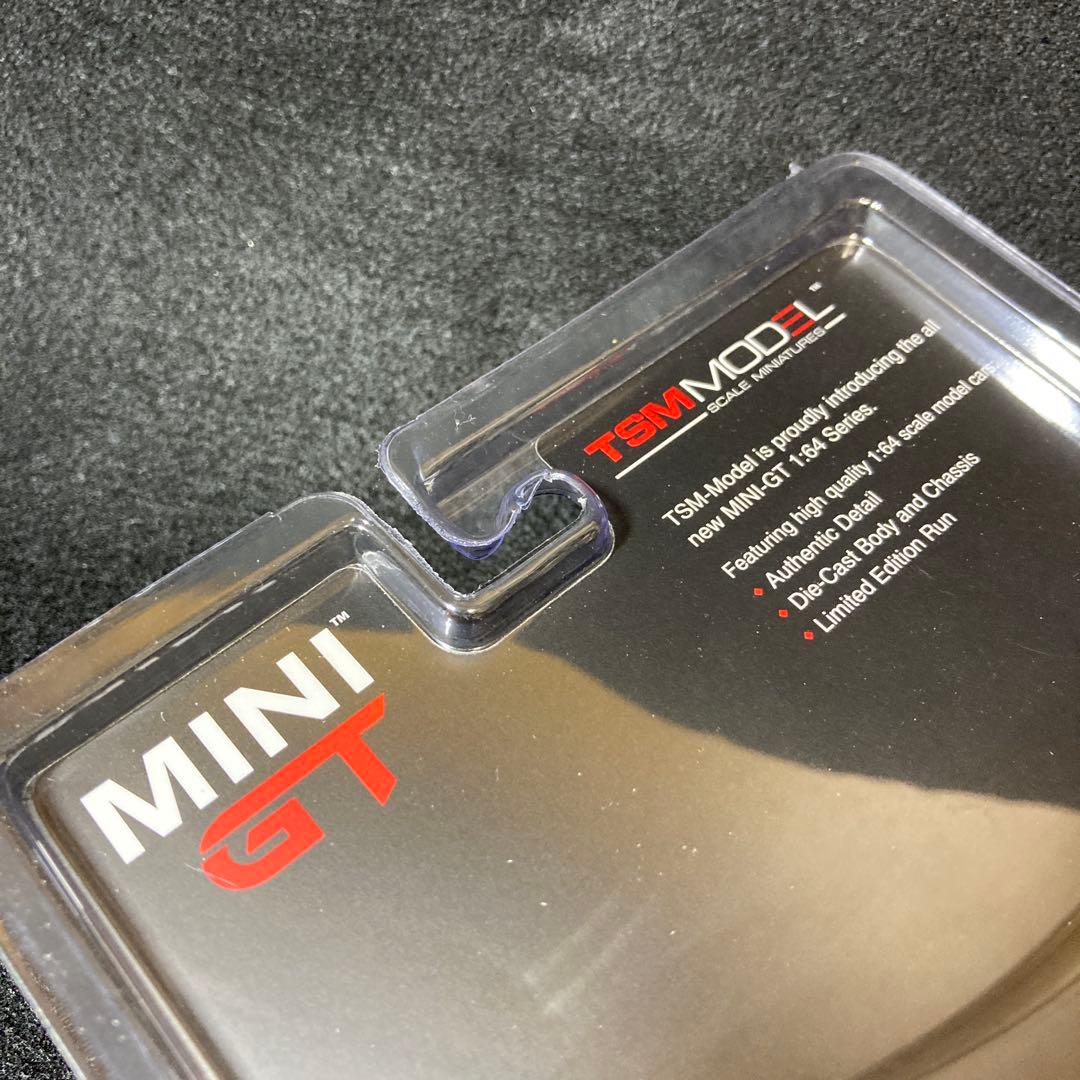 MINI™
GT
TSMMODEL™
SCALE MINIATURES
TSM-Model is proudly introducing the all
new MINI-GT 1:64 Series.
Featuring high quality 1:64 scale model cars
Authentic Detail
Die-Cast Body and Chassis
Limited Edition Run